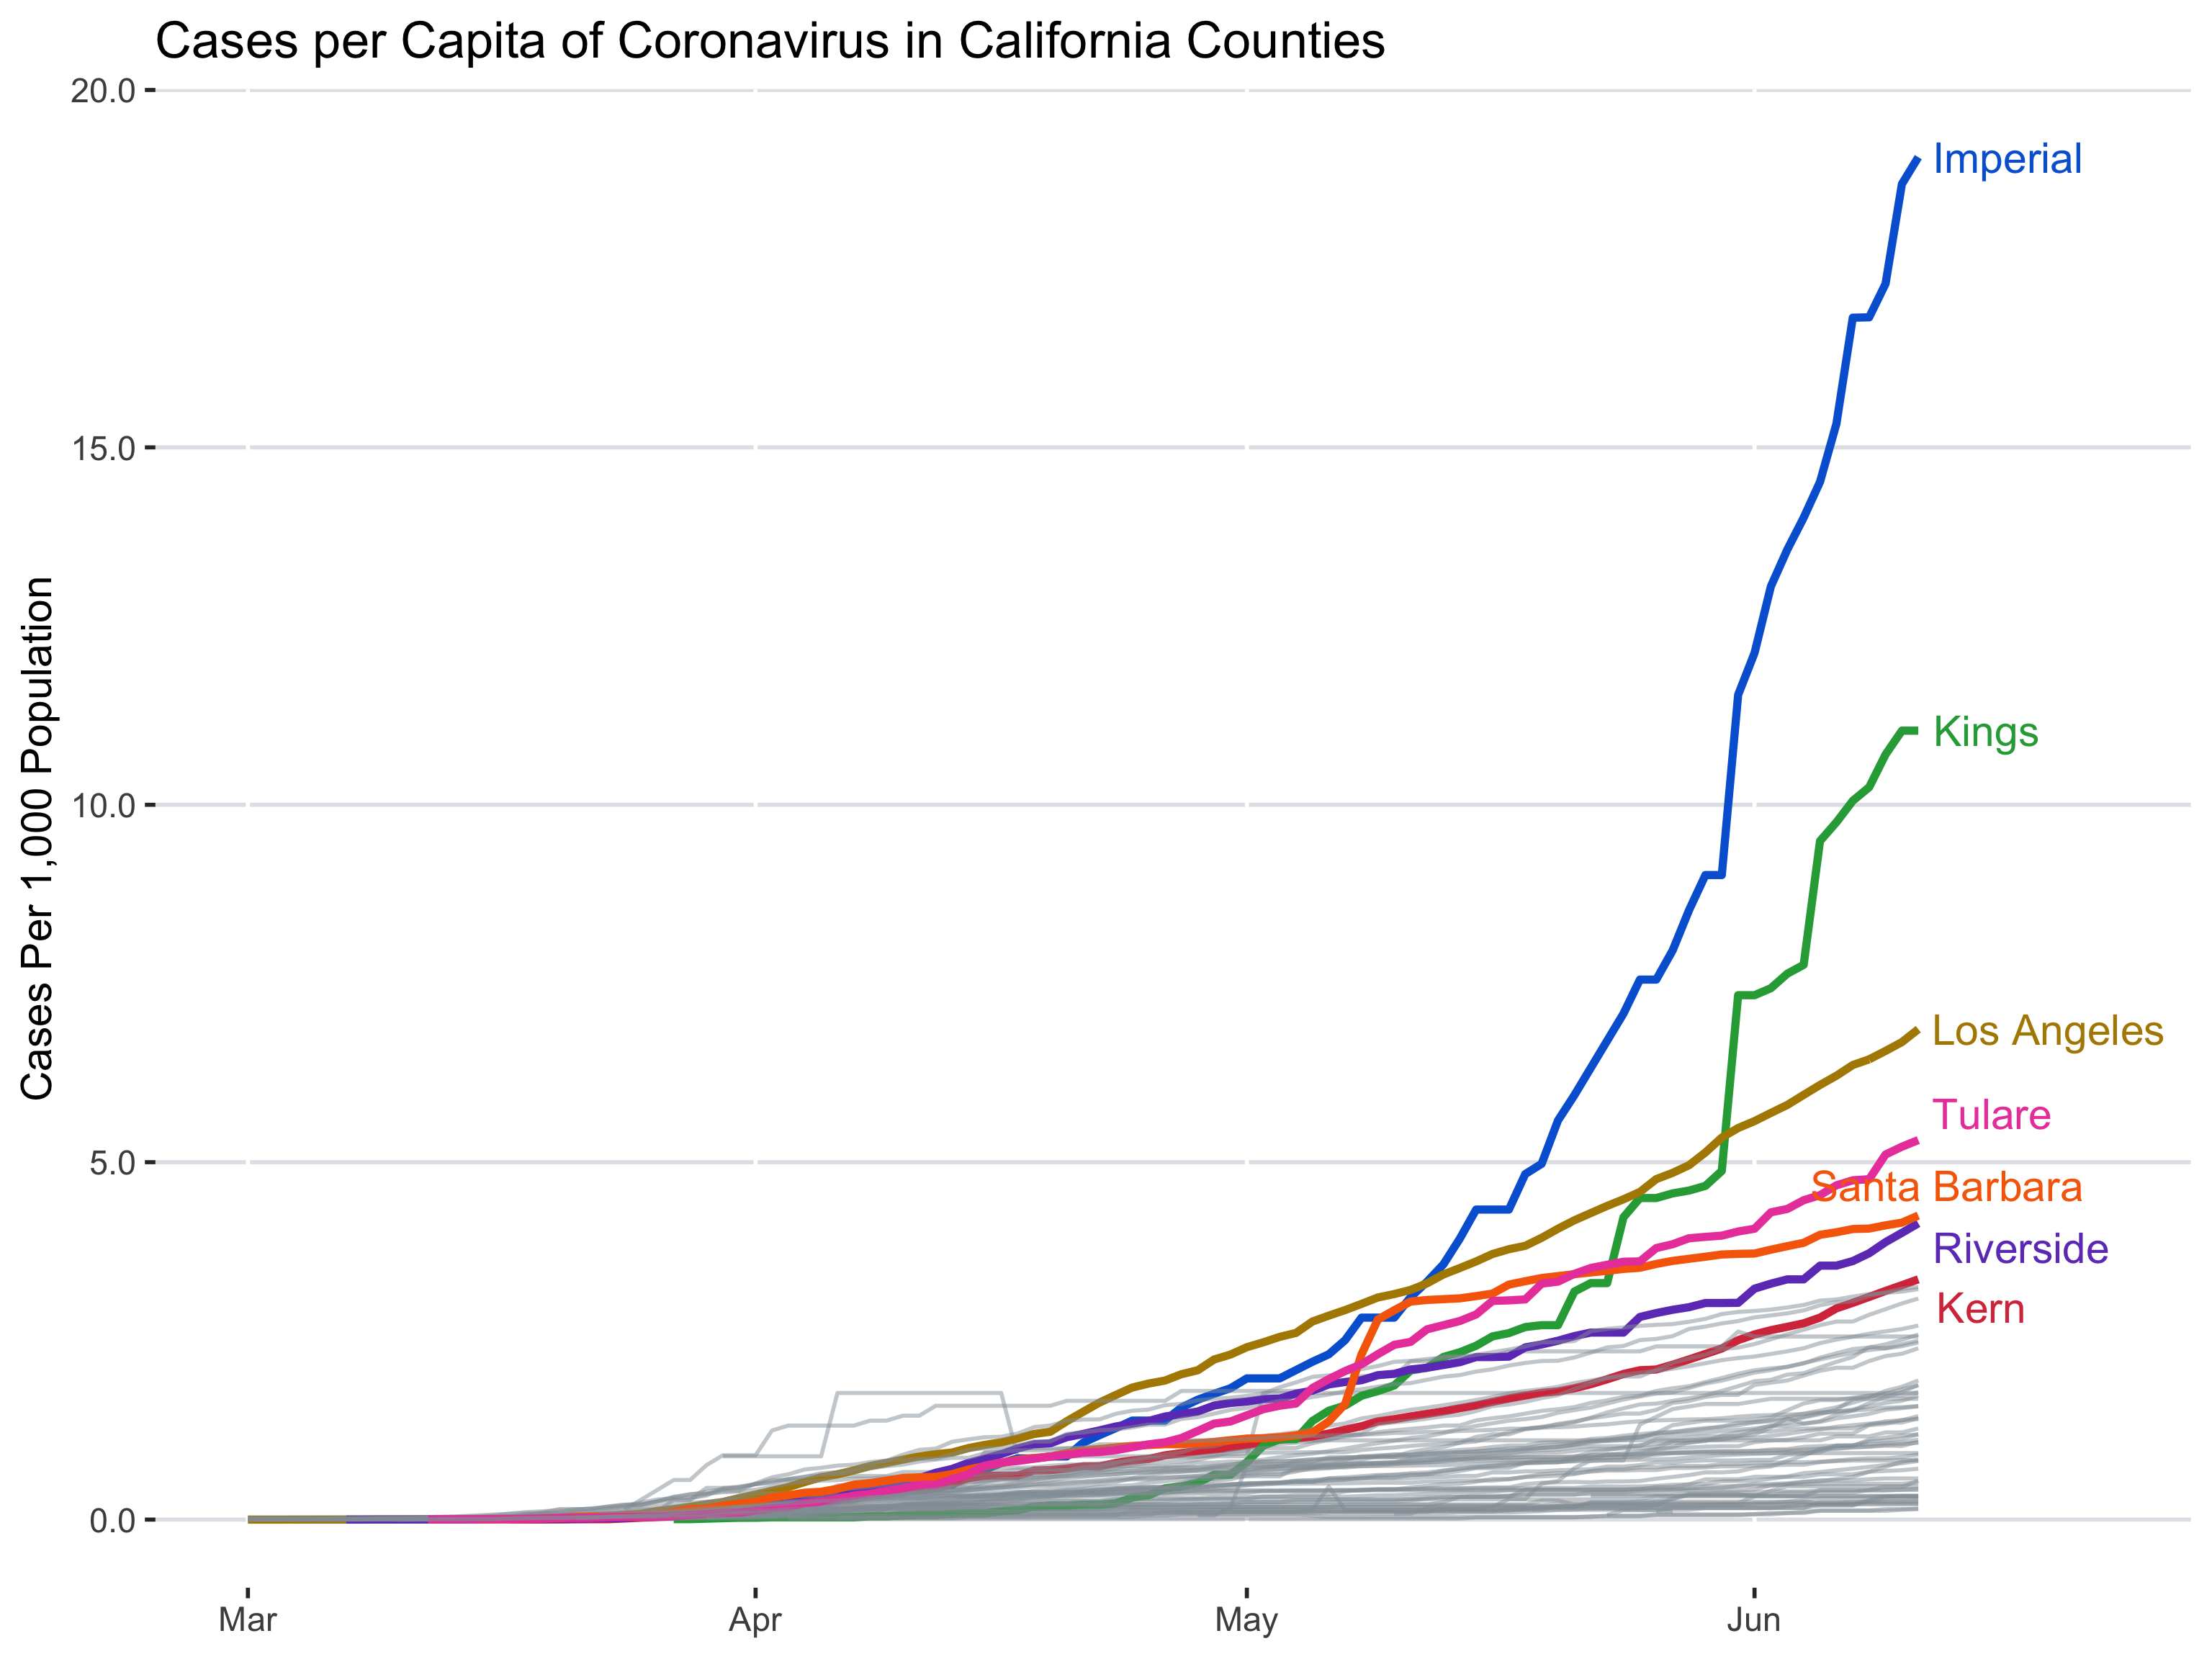 Cases per Capita of Coronavirus in California Counties
Cases Per 1,000 Population
20.0
15.0
10.0
5.0
0.0
Imperial
Kings
Los Angeles
Tulare
Santa Barbara
Riverside
Kern
Mar
Apr
May
Jun